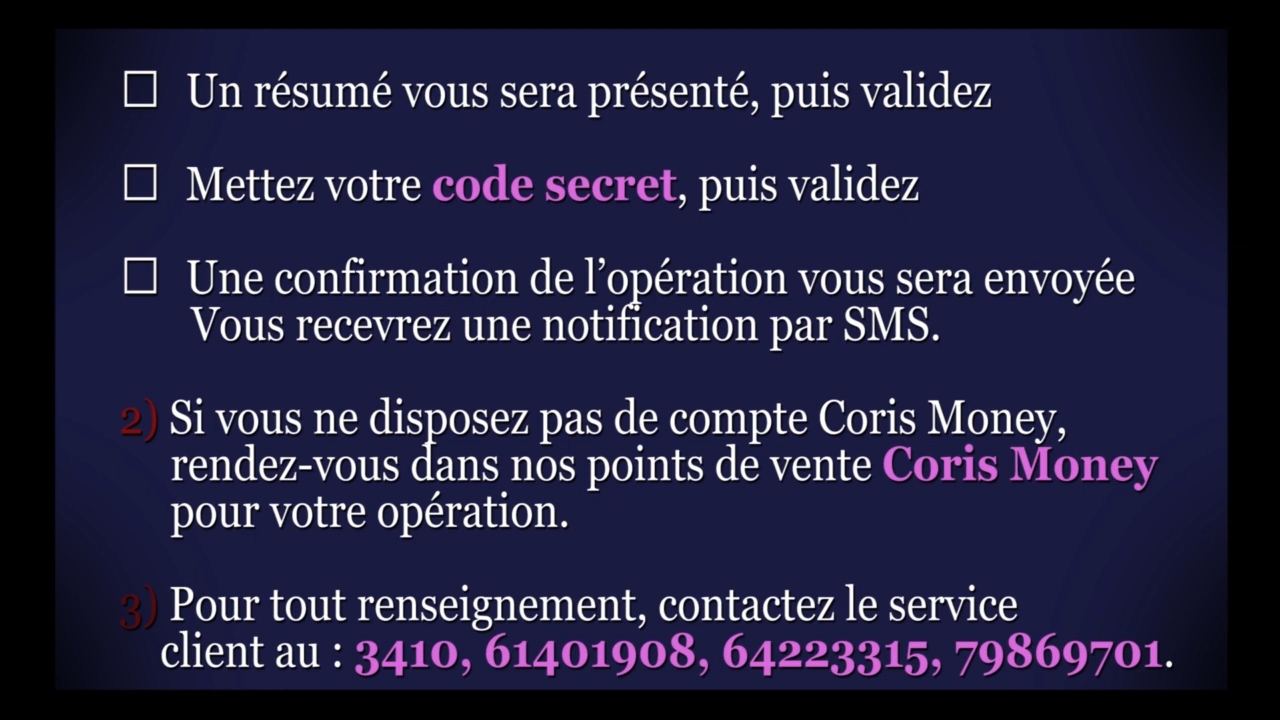 ☐ Un résumé vous sera présenté, puis validez
☐ Mettez votre code secret, puis validez
☐ Une confirmation de l’opération vous sera envoyée
Vous recevrez une notification par SMS.
2) Si vous ne disposez pas de compte Coris Money,
rendez-vous dans nos points de vente Coris Money
pour votre opération.
3) Pour tout renseignement, contactez le service
client au : 3410, 61401908, 64223315, 79869701.